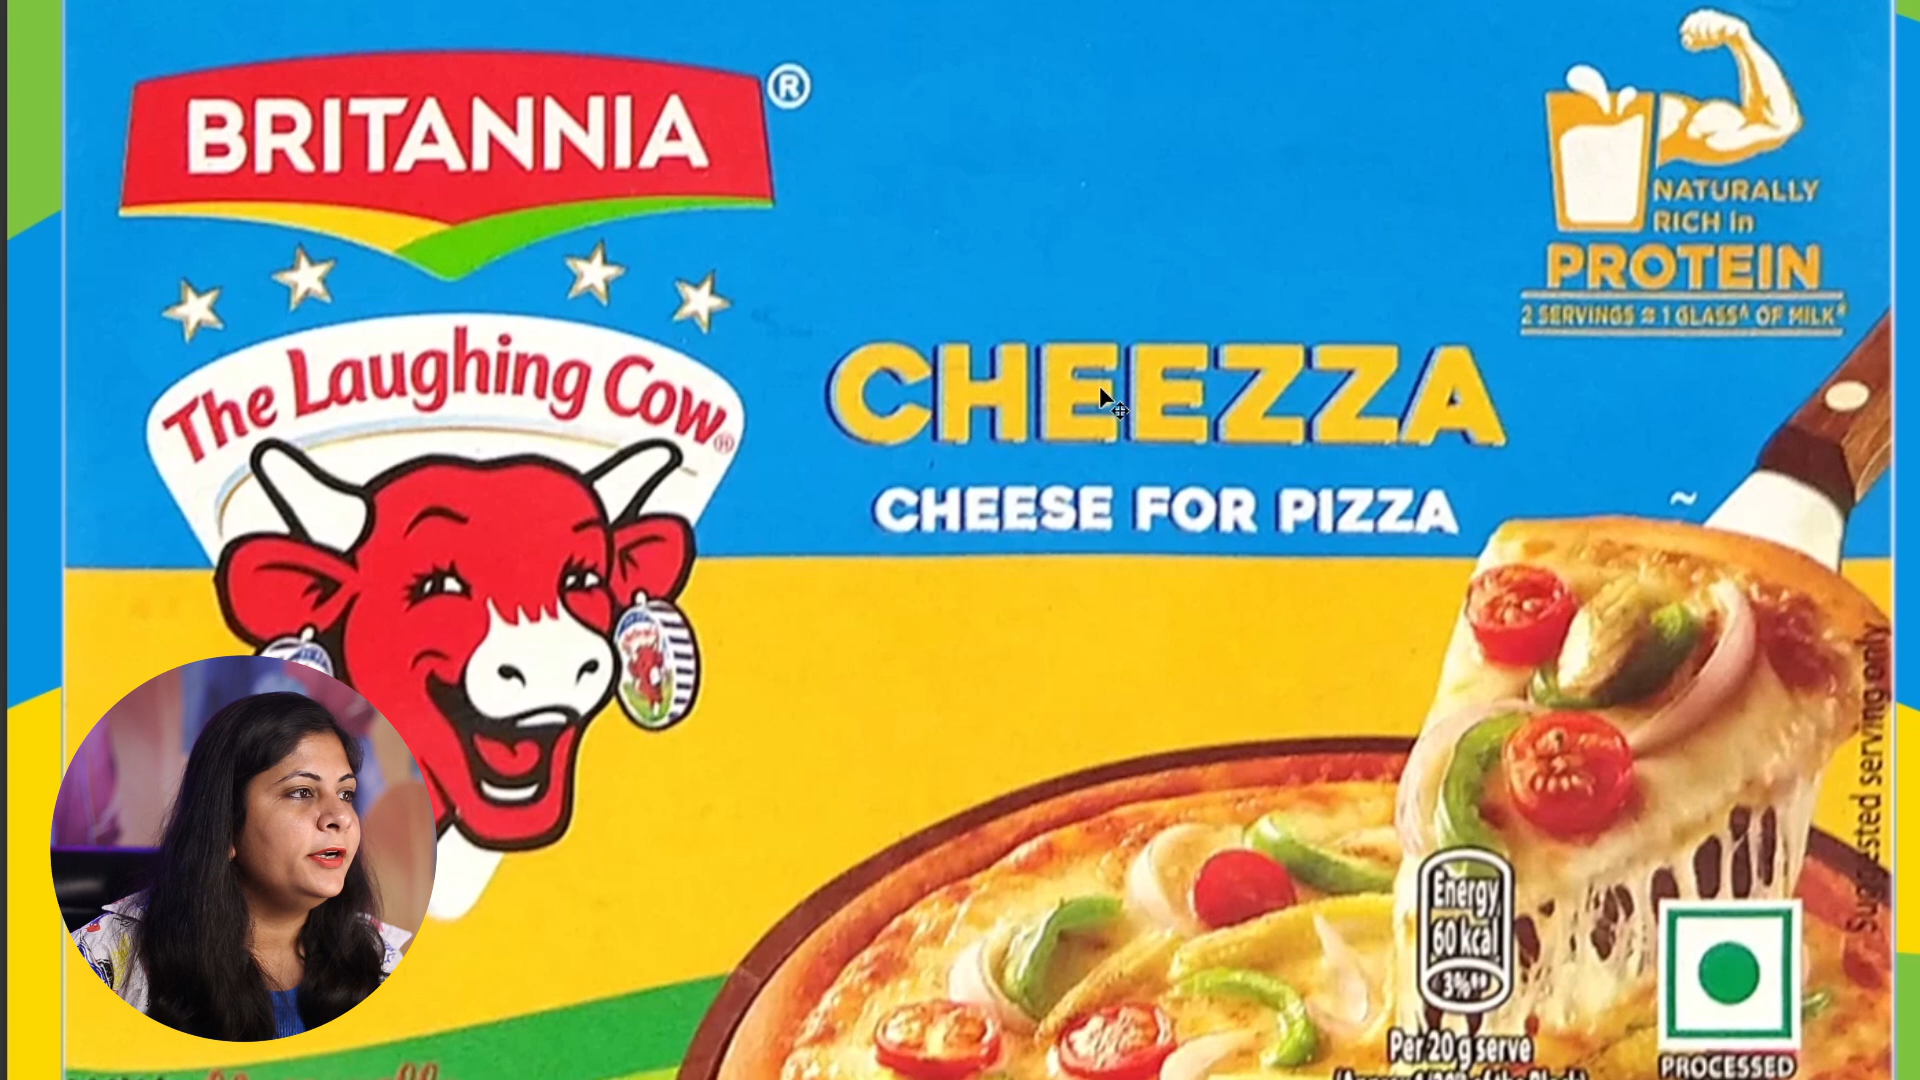 BRITANNIA ®
NATURALLY
RICH in
PROTEIN
2 SERVINGS ≈ 1 GLASS^ OF MILK#
The Laughing Cow®
CHEEZZA
CHEESE FOR PIZZA
~
Suggested serving only
Energy
60 kcal
3%**
Per 20 g serve
PROCESSED